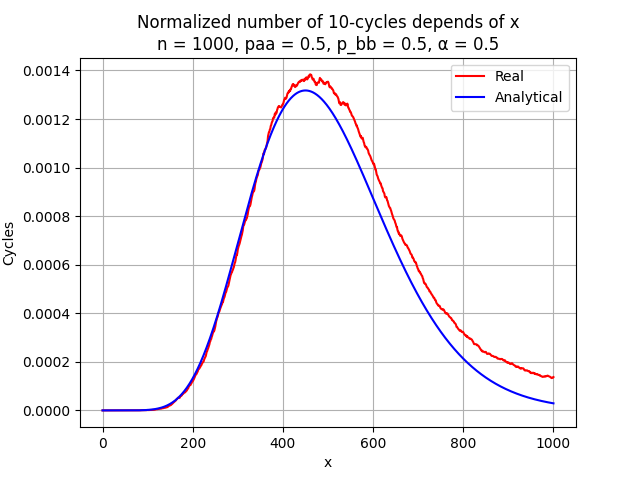 Normalized number of 10-cycles depends of x
n = 1000, paa = 0.5, p_bb = 0.5, α = 0.5
Real
Analytical
Cycles
0.0014
0.0012
0.0010
0.0008
0.0006
0.0004
0.0002
0.0000
0
200
400
600
800
1000
x